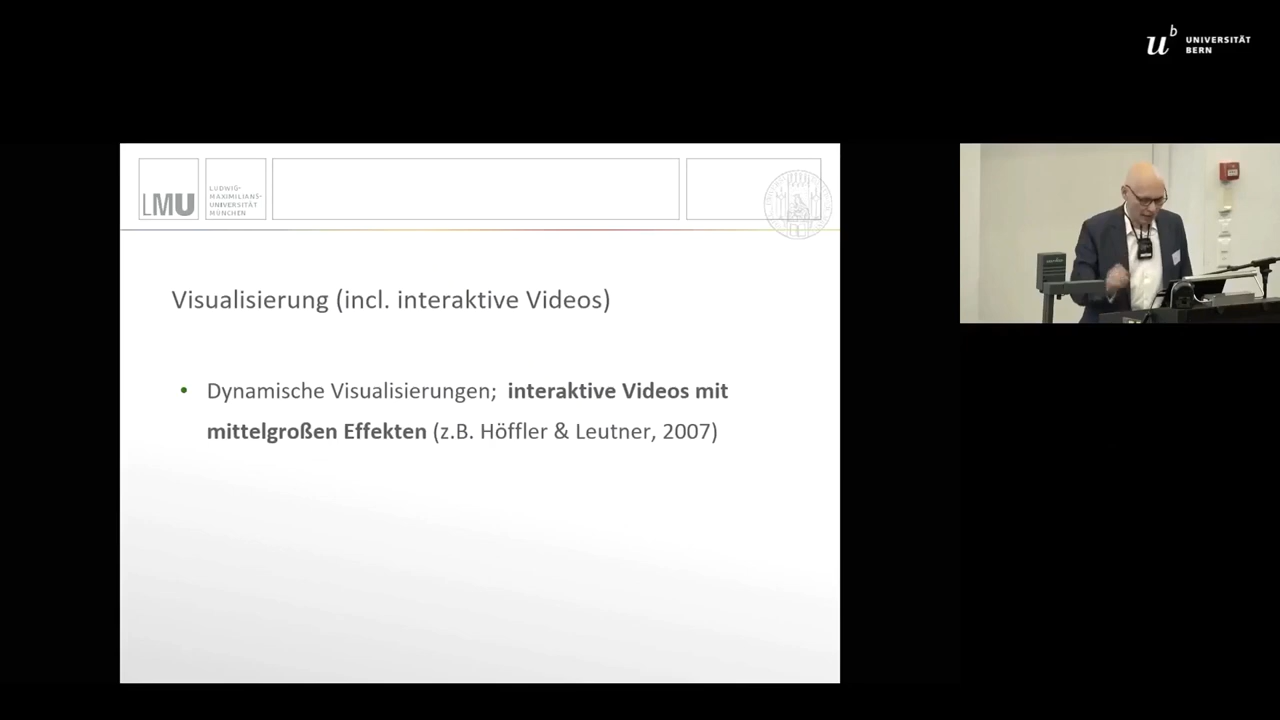 u
b
UNIVERSITÄT
BERN
LMU
LUDWIG-
MAXIMILIANS-
UNIVERSITÄT
MÜNCHEN
Visualisierung (incl. interaktive Videos)
• Dynamische Visualisierungen; interaktive Videos mit
mittelgroßen Effekten (z.B. Höffler & Leutner, 2007)